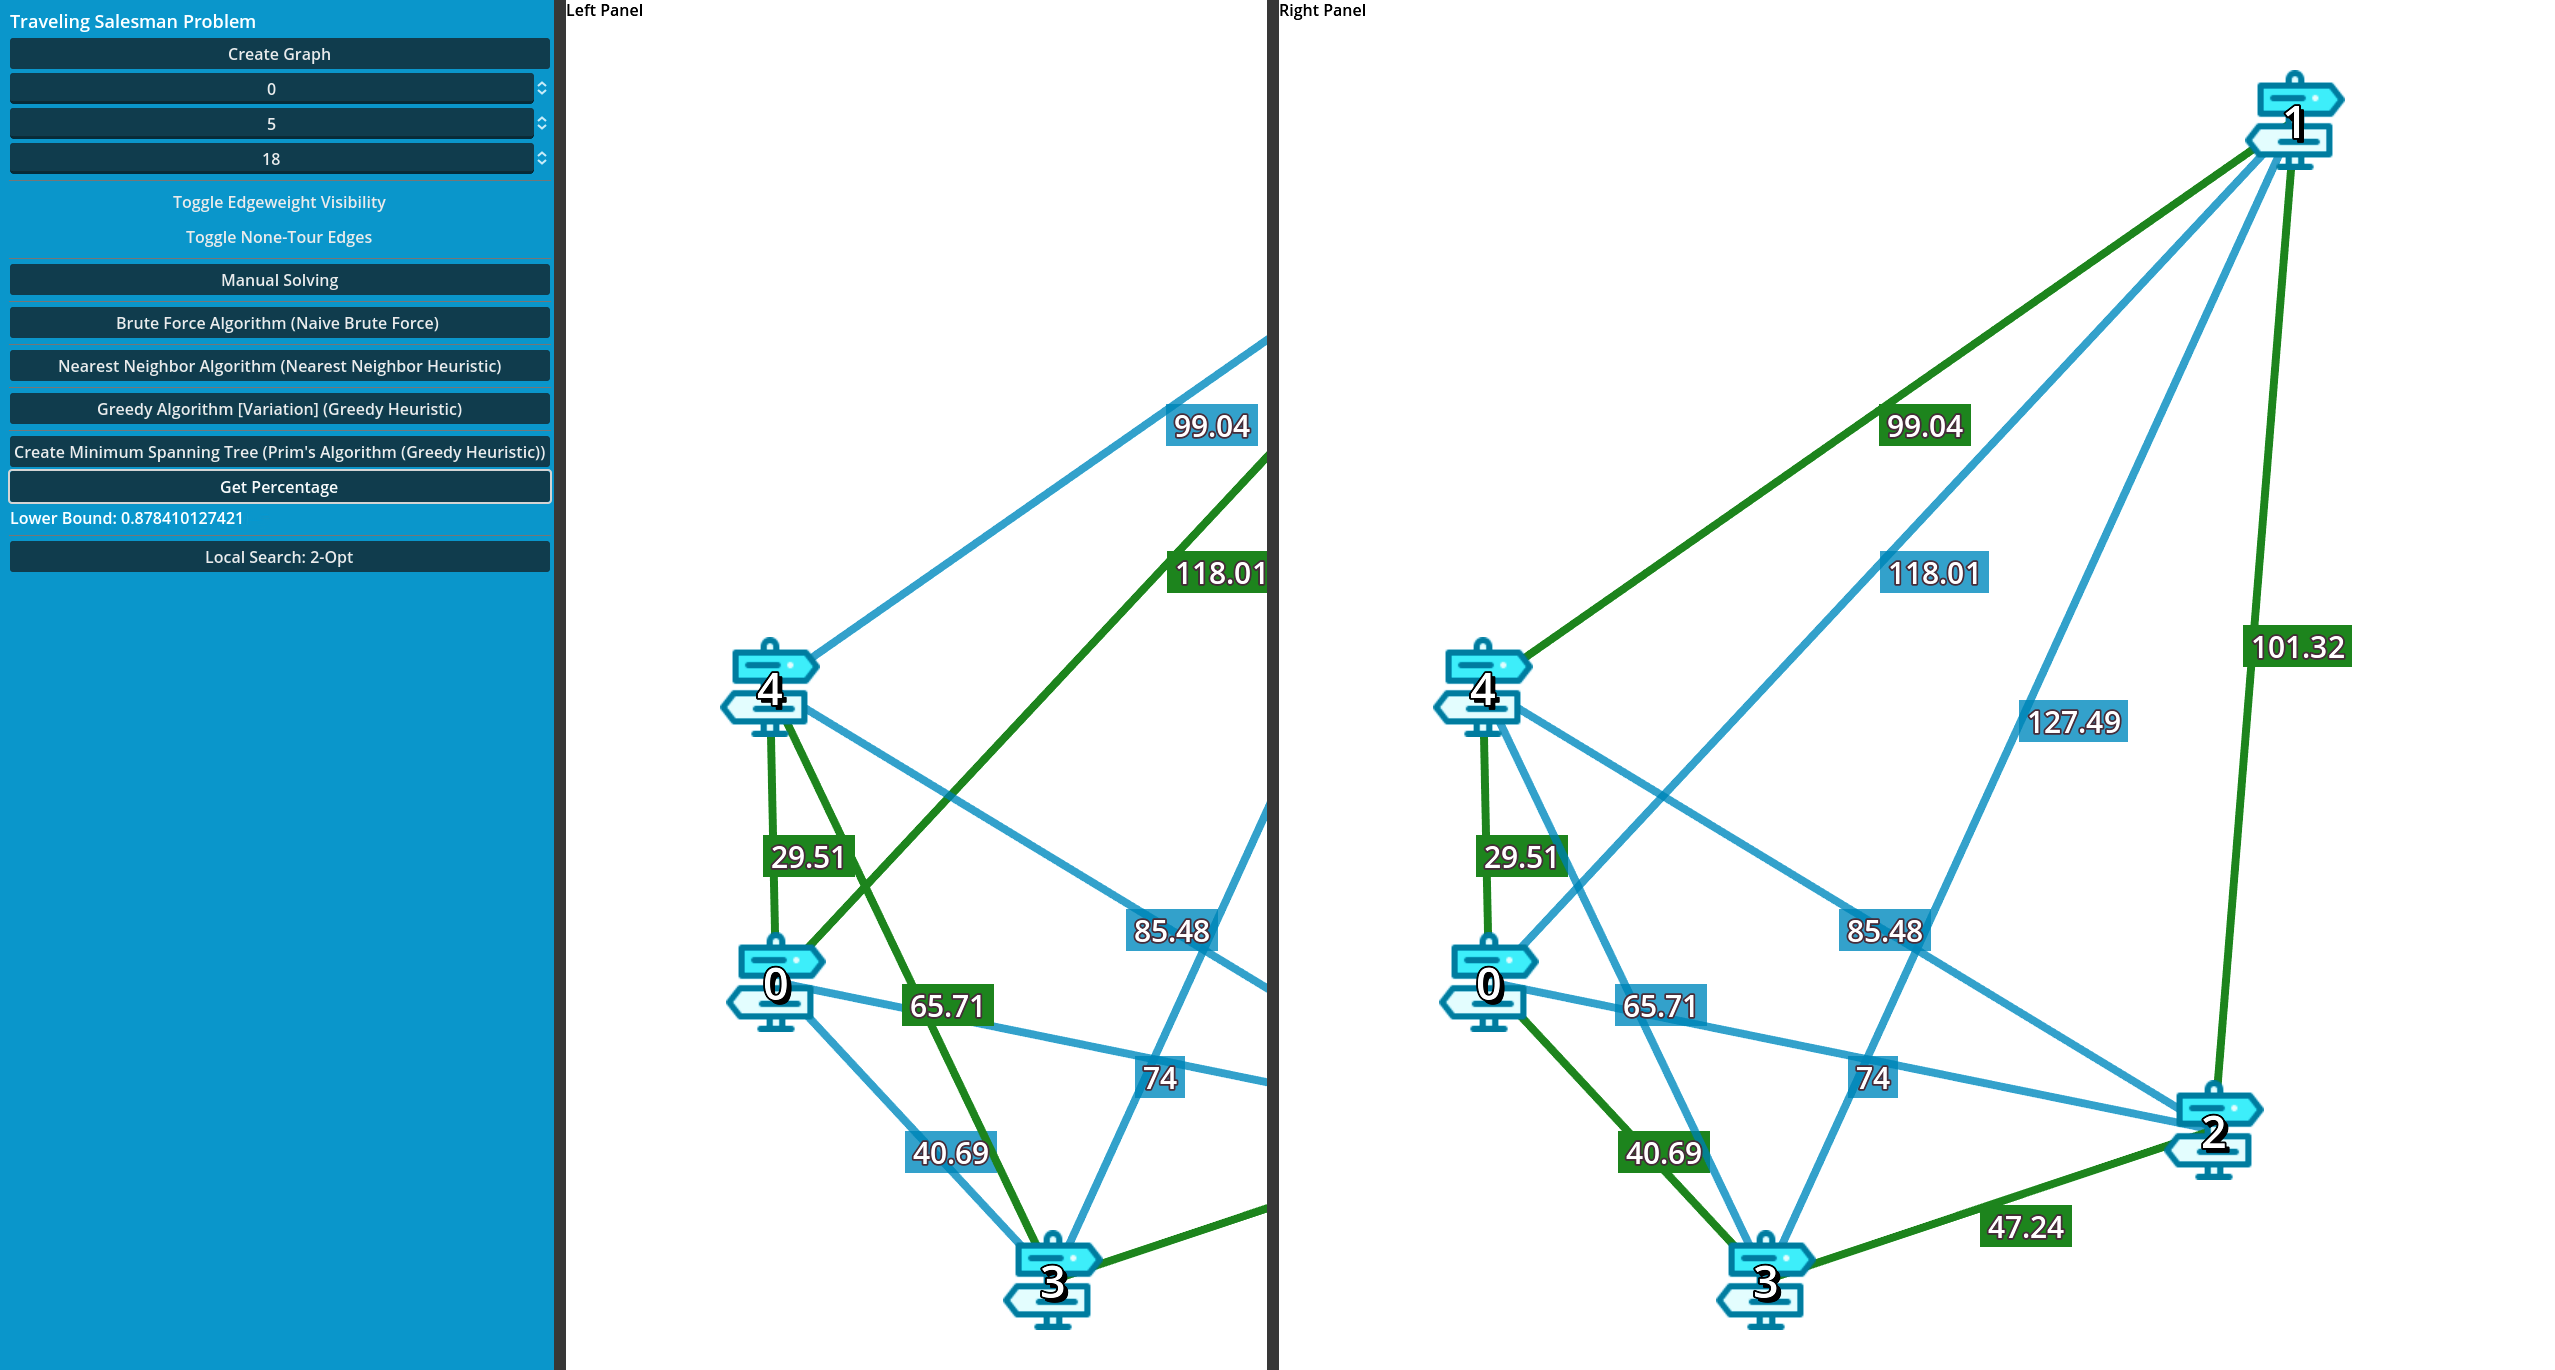 Traveling Salesman Problem
Create Graph
0
5
18
Toggle Edgeweight Visibility
Toggle None-Tour Edges
Manual Solving
Brute Force Algorithm (Naive Brute Force)
Nearest Neighbor Algorithm (Nearest Neighbor Heuristic)
Greedy Algorithm [Variation] (Greedy Heuristic)
Create Minimum Spanning Tree (Prim's Algorithm (Greedy Heuristic))
Get Percentage
Lower Bound: 0.878410127421
Local Search: 2-Opt
Left Panel
99.04
118.01
4
29.51
85.48
0
65.71
74
40.69
3
Right Panel
1
99.04
118.01
101.32
4
127.49
29.51
85.48
0
65.71
74
2
40.69
47.24
3